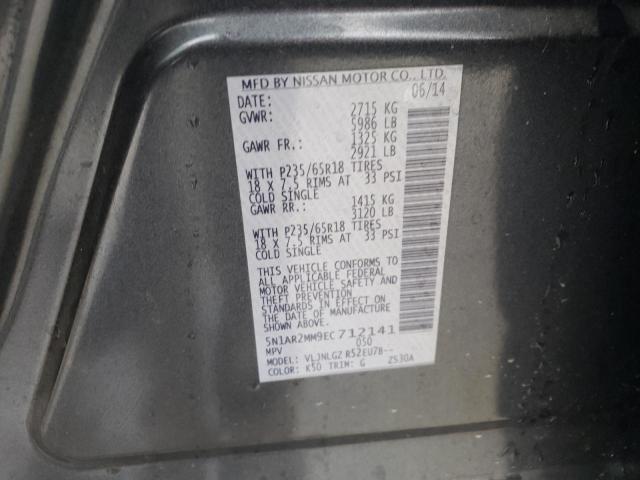 MFD BY NISSAN MOTOR CO., LTD.
DATE: 06/14
GVWR: 2715 KG
5986 LB
GAWR FR.: 1325 KG
2921 LB
WITH P235/65R18 TIRES
18 X 7.5 RIMS AT 33 PSI
COLD SINGLE
GAWR RR.: 1415 KG
3120 LB
WITH P235/65R18 TIRES
18 X 7.5 RIMS AT 33 PSI
COLD SINGLE
THIS VEHICLE CONFORMS TO
ALL APPLICABLE FEDERAL
MOTOR VEHICLE SAFETY AND
THEFT PREVENTION
STANDARDS IN EFFECT ON
THE DATE OF MANUFACTURE
SHOWN ABOVE.
5N1AR2MM9EC712141
MPV 050
MODEL: VLJNLGZ R52EU7B--
COLOR: K50 TRIM: G ZS30A